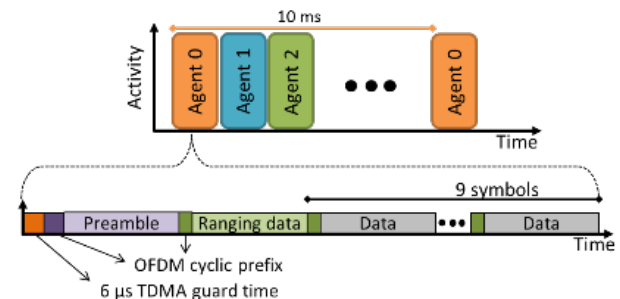 10 ms
Activity
Agent 0
Agent 1
Agent 2
Agent 0
Time
9 symbols
Preamble
Ranging data
Data
Data
Time
OFDM cyclic prefix
6 µs TDMA guard time